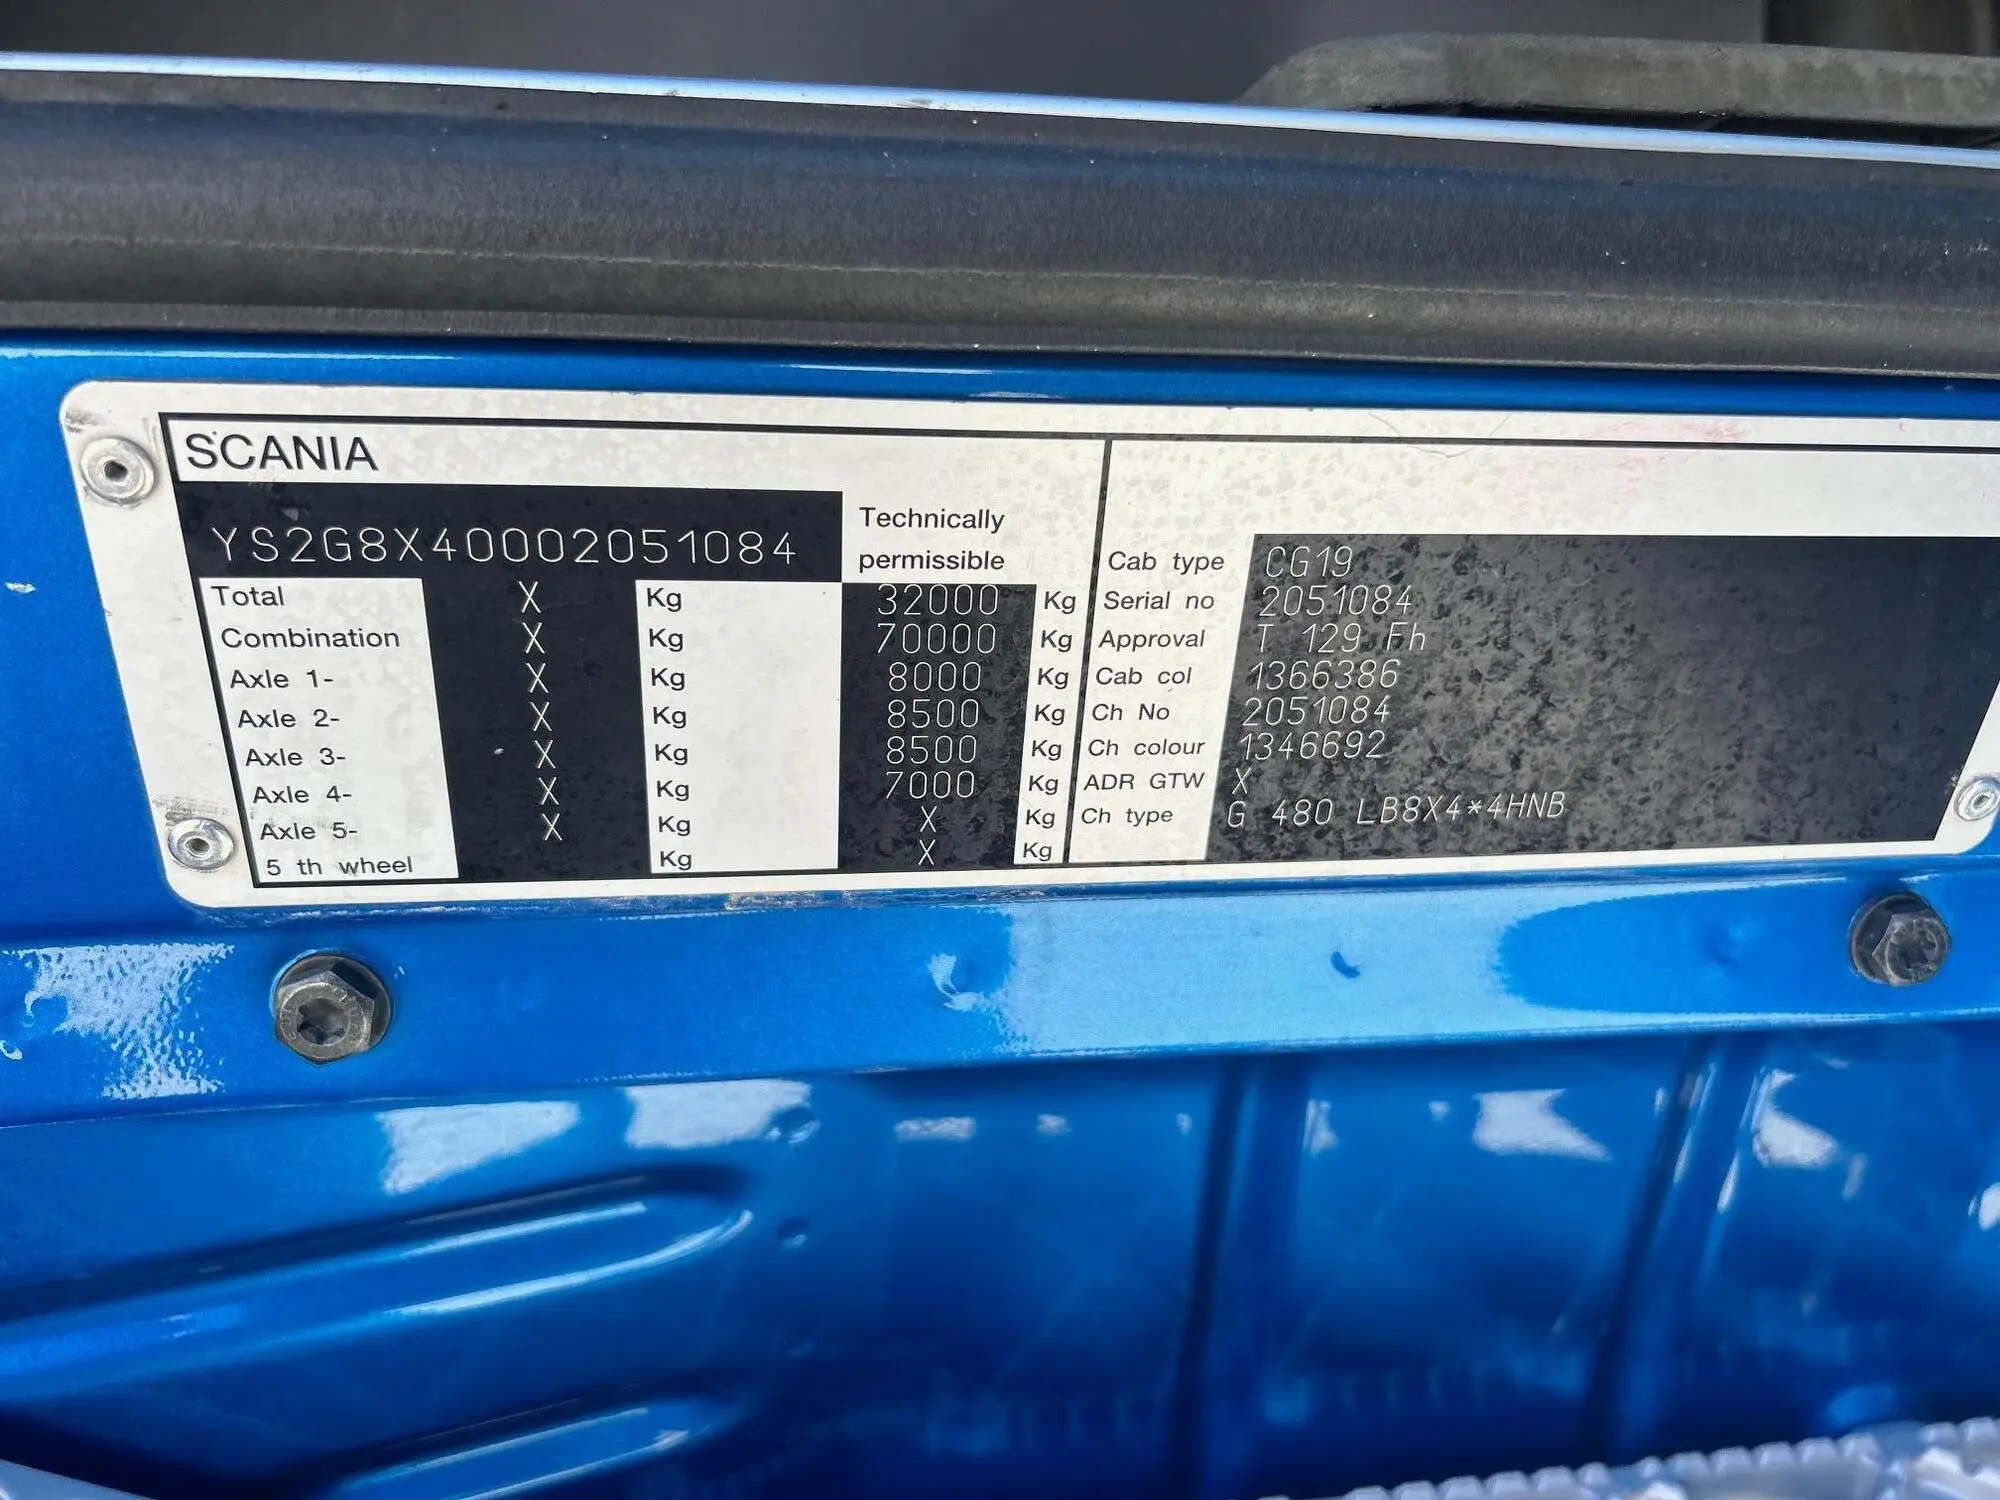 SCANIA
YS2G8X40002051084
Technically
permissible
Total X Kg 32000 Kg
Combination X Kg 70000 Kg
Axle 1- X Kg 8000 Kg
Axle 2- X Kg 8500 Kg
Axle 3- X Kg 8500 Kg
Axle 4- X Kg 7000 Kg
Axle 5- X Kg X Kg
5 th wheel Kg X Kg
Cab type CG19
Serial no 2051084
Approval T 129 Fh
Cab col 1366386
Ch No 2051084
Ch colour 1346692
ADR GTW X
Ch type G 480 LB8X4*4HNB